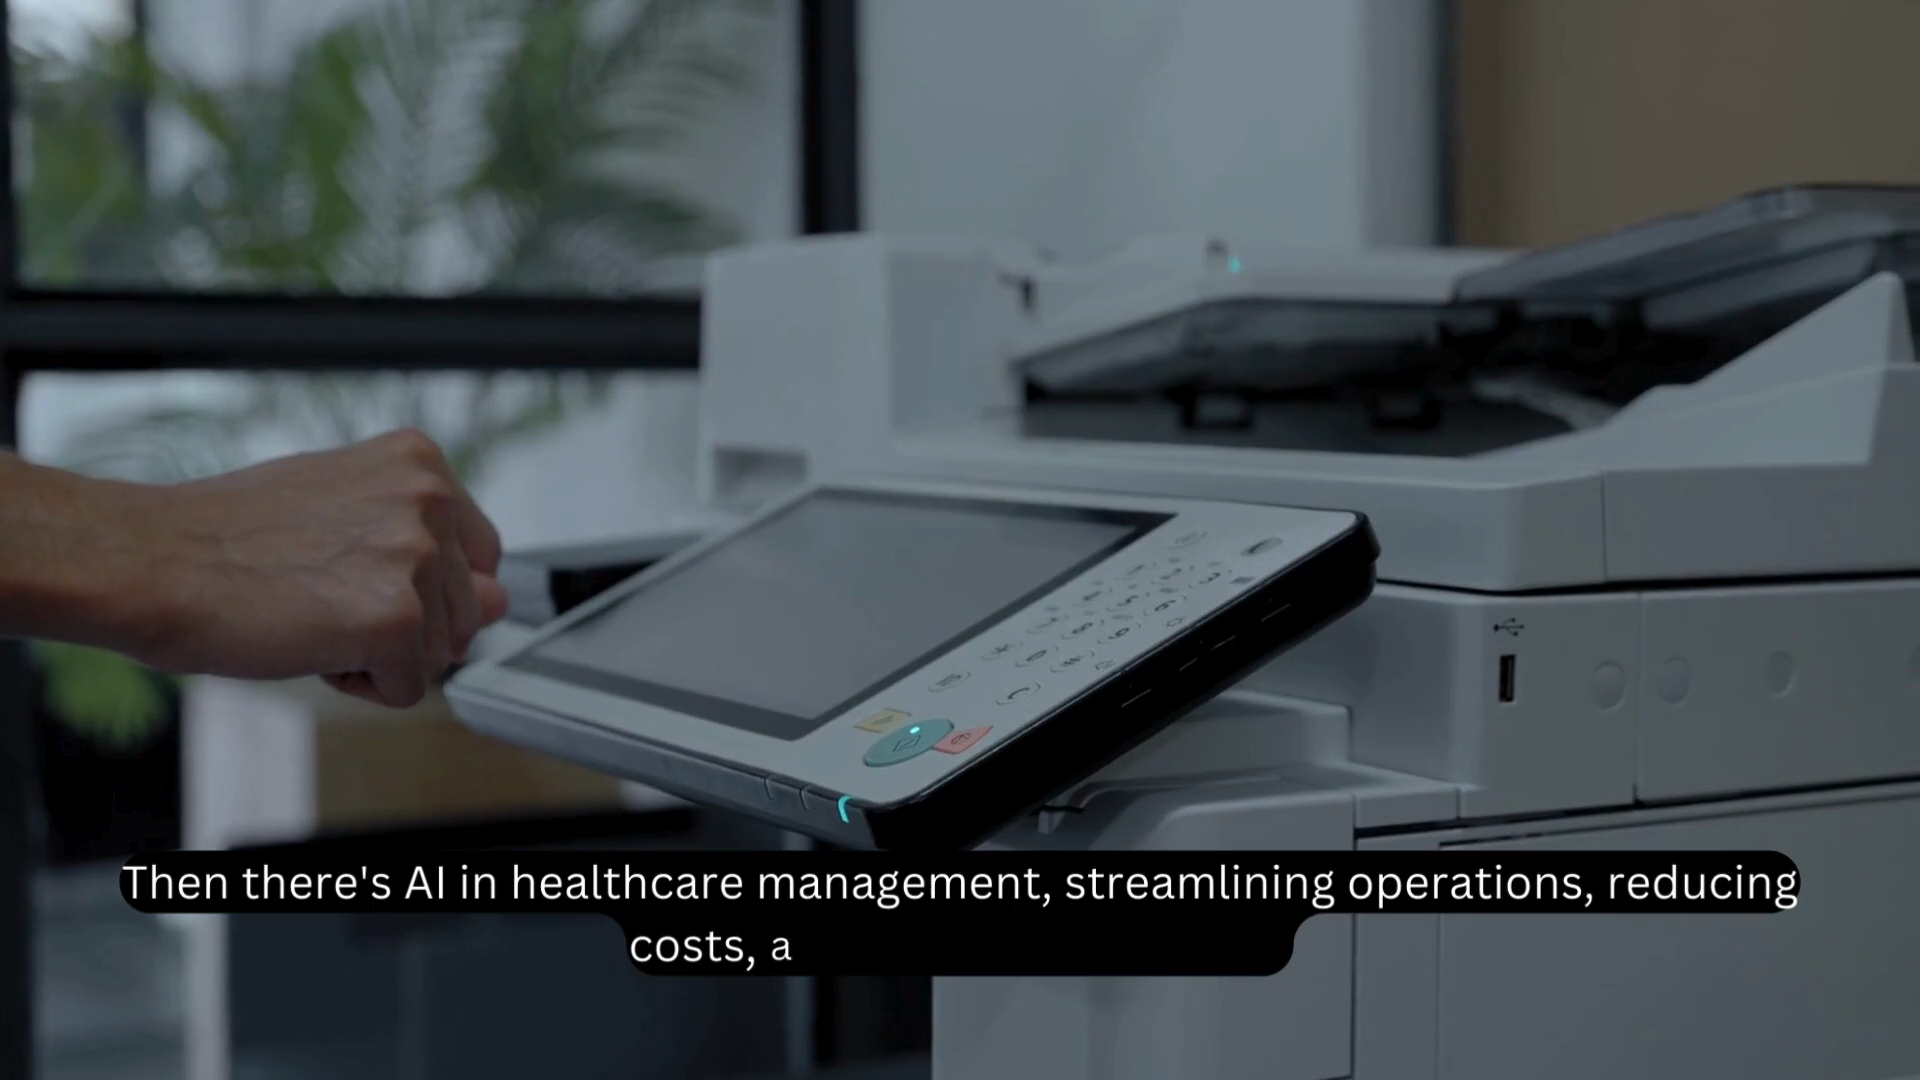 Then there's AI in healthcare management, streamlining operations, reducing
costs, a